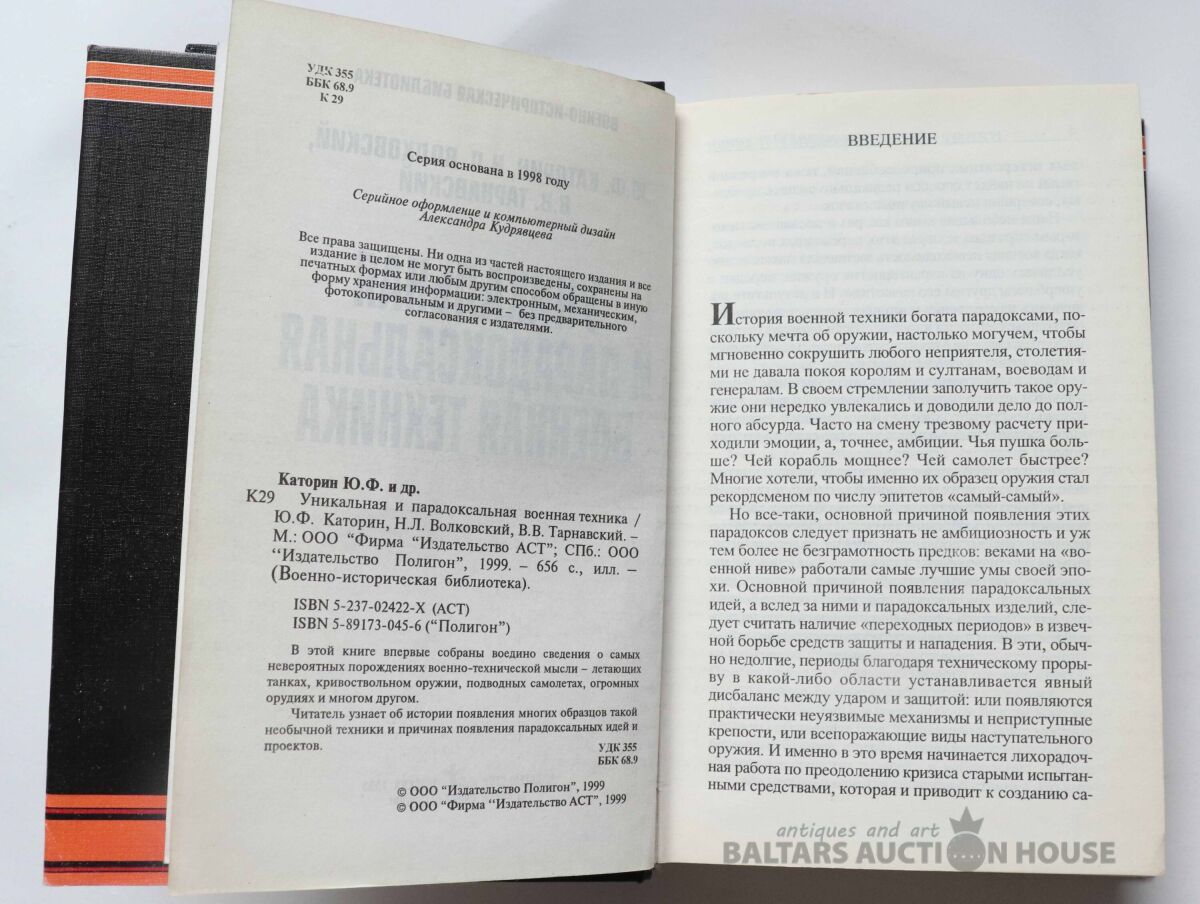 УДК 355
ББК 68.9
К 29
Серия основана в 1998 году
Серийное оформление и компьютерный дизайн
Александра Кудрявцева
Все права защищены. Ни одна из частей настоящего издания и все
издание в целом не могут быть воспроизведены, сохранены на
печатных формах или любым другим способом обращены в иную
форму хранения информации: электронным, механическим,
фотокопировальным и другими – без предварительного
согласования с издателями.
Каторин Ю.Ф. и др.
К29 Уникальная и парадоксальная военная техника /
Ю.Ф. Каторин, Н.Л. Волковский, В.В. Тарнавский. –
М.: ООО “Фирма “Издательство АСТ”; СПб.: ООО
“Издательство Полигон”, 1999. – 656 с., илл. –
(Военно-историческая библиотека).
ISBN 5-237-02422-X (АСТ)
ISBN 5-89173-045-6 (“Полигон”)
В этой книге впервые собраны воедино сведения о самых
невероятных порождениях военно-технической мысли – летающих
танках, кривоствольном оружии, подводных самолетах, огромных
орудиях и многом другом.
Читатель узнает об истории появления многих образцов такой
необычной техники и причинах появления парадоксальных идей и
проектов.
УДК 355
ББК 68.9
© ООО “Издательство Полигон”, 1999
© ООО “Фирма “Издательство АСТ”, 1999
ВВЕДЕНИЕ
История военной техники богата парадоксами, по-
скольку мечта об оружии, настолько могучем, чтобы
мгновенно сокрушить любого неприятеля, столетия-
ми не давала покоя королям и султанам, воеводам и
генералам. В своем стремлении заполучить такое ору-
жие они нередко увлекались и доводили дело до пол-
ного абсурда. Часто на смену трезвому расчету при-
ходили эмоции, а, точнее, амбиции. Чья пушка боль-
ше? Чей корабль мощнее? Чей самолет быстрее?
Многие хотели, чтобы именно их образец оружия стал
рекордсменом по числу эпитетов «самый-самый».
Но все-таки, основной причиной появления этих
парадоксов следует признать не амбициозность и уж
тем более не безграмотность предков: веками на «во-
енной ниве» работали самые лучшие умы своей эпо-
хи. Основной причиной появления парадоксальных
идей, а вслед за ними и парадоксальных изделий, сле-
дует считать наличие «переходных периодов» в извеч-
ной борьбе средств защиты и нападения. В эти, обыч-
но недолгие, периоды благодаря техническому проры-
ву в какой-либо области устанавливается явный
дисбаланс между ударом и защитой: или появляются
практически неуязвимые механизмы и неприступные
крепости, или всепоражающие виды наступательного
оружия. И именно в это время начинается лихорадоч-
ная работа по преодолению кризиса старыми испытан-
ными средствами, которая и приводит к созданию са-
antiques and art
BALTARS AUCTION HOUSE